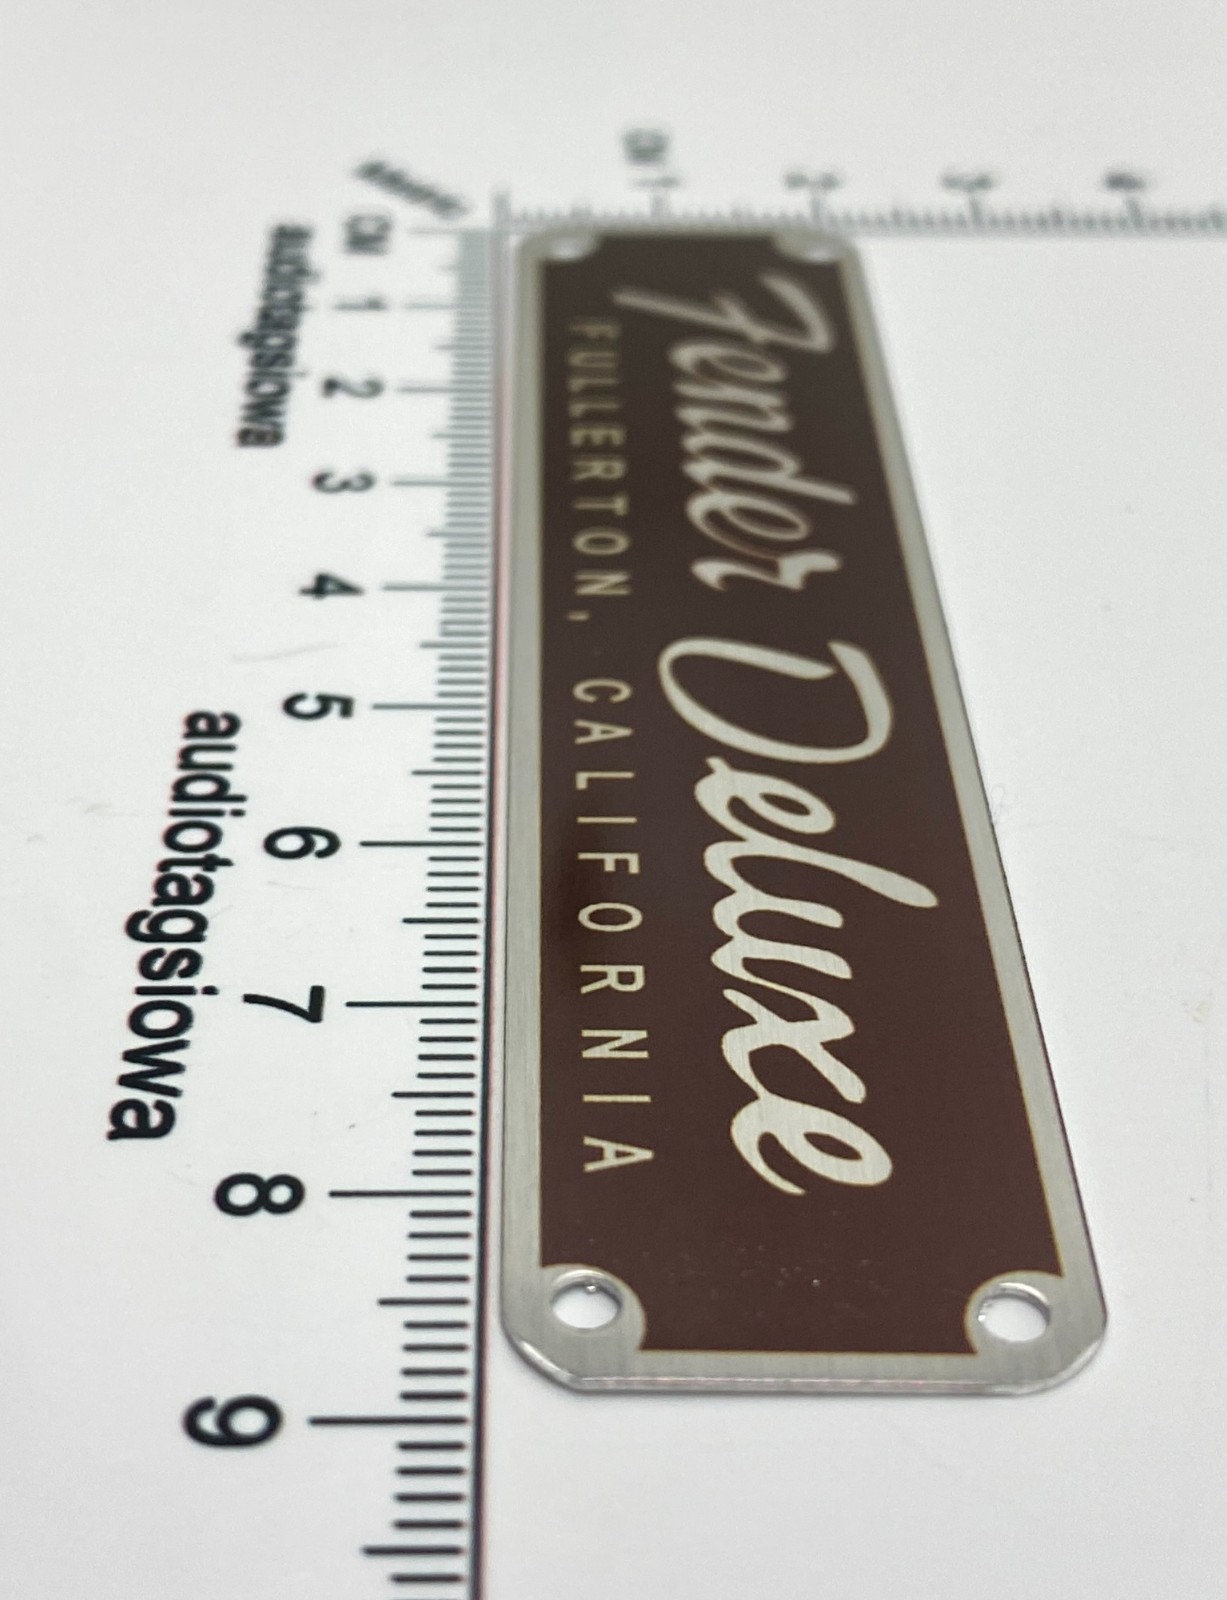 Fender Deluxe
FULLERTON, CALIFORNIA
CM 1 2 3 4
CM 1 2 3 4 5 6 7 8 9
audiotagsiowa
audiotagsiowa